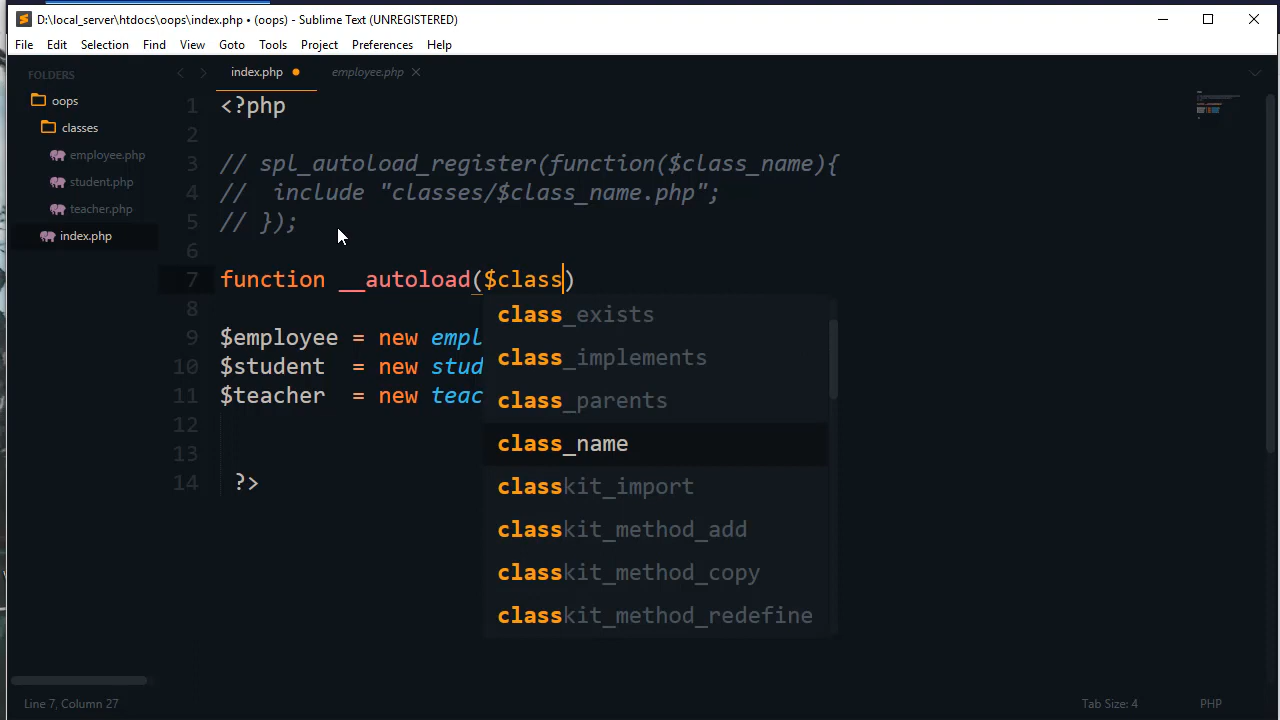 D:\local_server\htdocs\oops\index.php • (oops) - Sublime Text (UNREGISTERED)
File Edit Selection Find View Goto Tools Project Preferences Help
FOLDERS
oops
classes
employee.php
student.php
teacher.php
index.php
index.php employee.php
1 <?php
2
3 // spl_autoload_register(function($class_name){
4 //  include "classes/$class_name.php";
5 // });
6
7 function __autoload($class)
8
9 $employee = new empl
10 $student  = new stud
11 $teacher  = new teac
12
13
14 ?>
class_exists
class_implements
class_parents
class_name
classkit_import
classkit_method_add
classkit_method_copy
classkit_method_redefine
Line 7, Column 27 Tab Size: 4 PHP